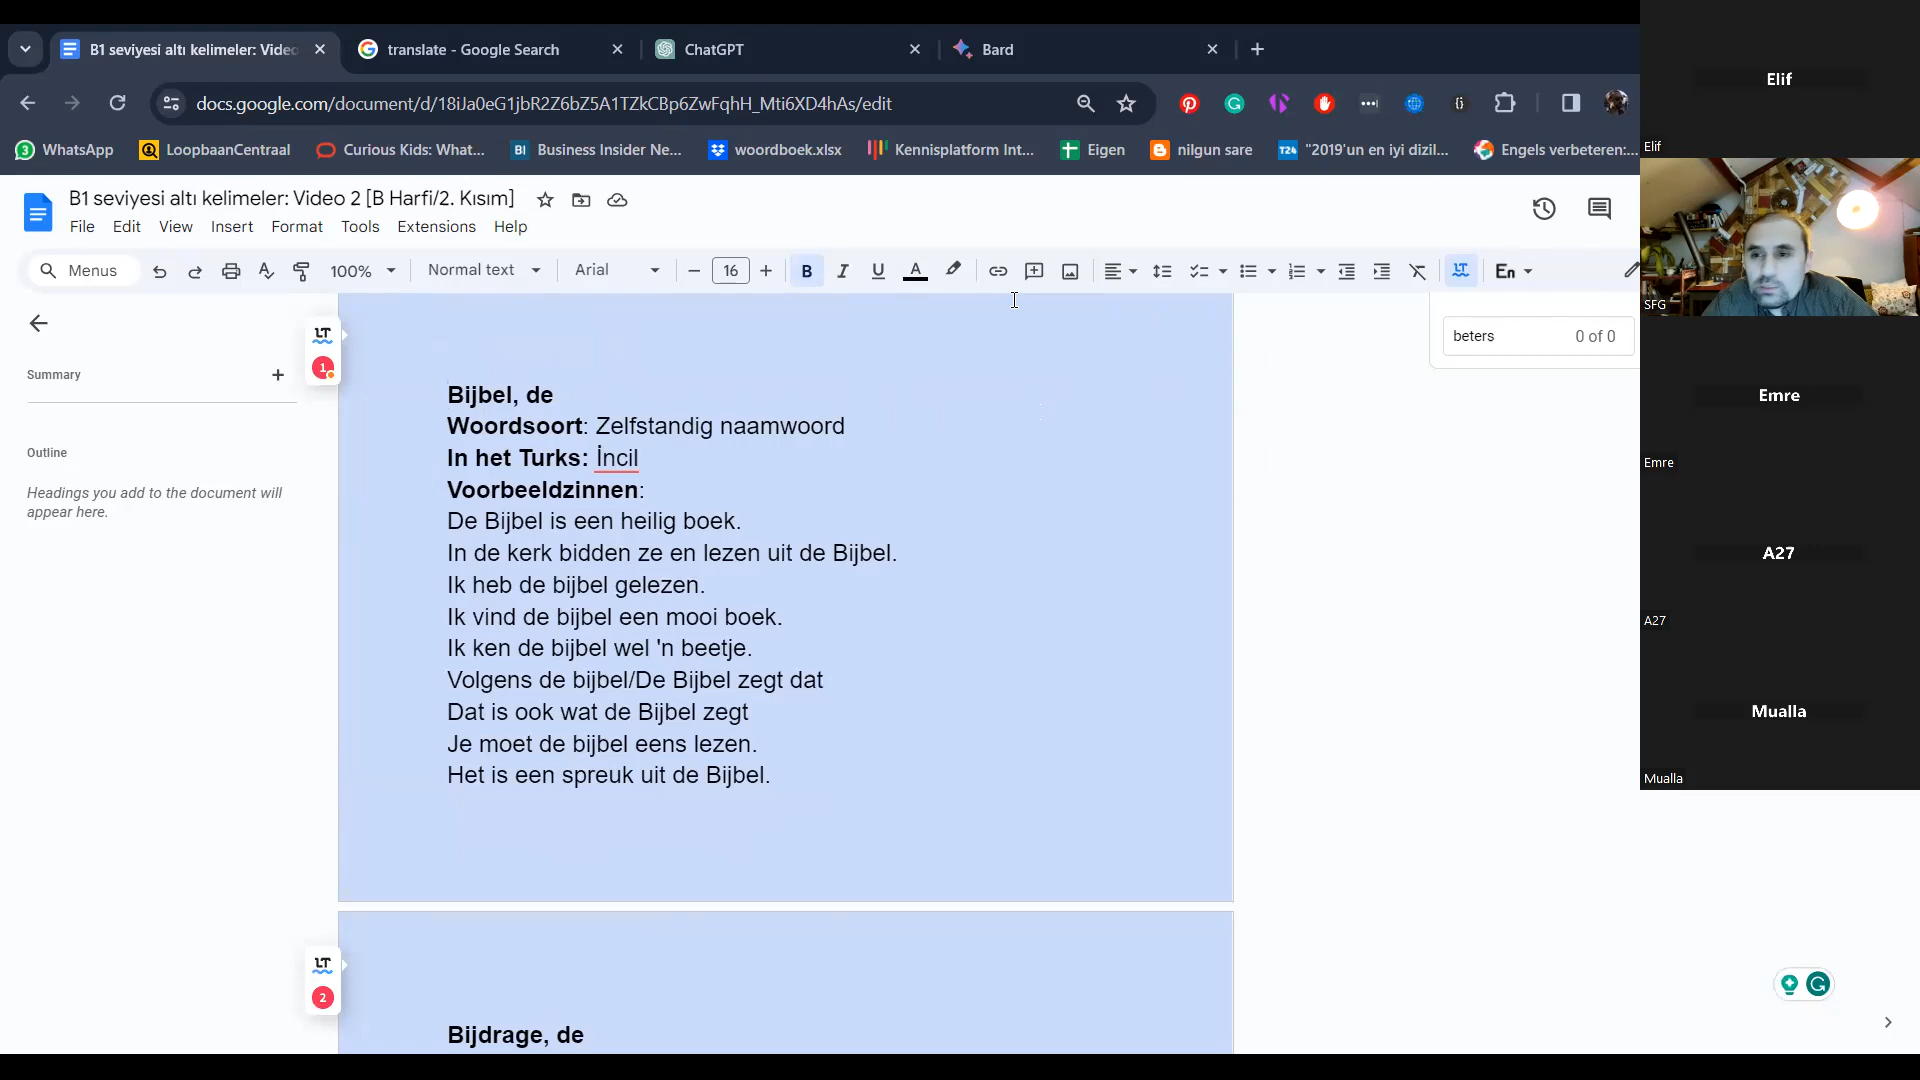 B1 seviyesi altı kelimeler: Video
translate - Google Search
ChatGPT
Bard
docs.google.com/document/d/18iJa0eG1jbR2Z6bZ5A1TZkCBp6ZwFqhH_Mti6XD4hAs/edit
3 WhatsApp
LoopbaanCentraal
Curious Kids: What...
BI Business Insider Ne...
woordboek.xlsx
Kennisplatform Int...
Eigen
nilgun sare
T24 "2019'un en iyi dizil...
Engels verbeteren:...
B1 seviyesi altı kelimeler: Video 2 [B Harfi/2. Kısım]
File Edit View Insert Format Tools Extensions Help
Menus 100% Normal text Arial 16 B I U A En
Summary
Outline
Headings you add to the document will
appear here.
LT
1
beters 0 of 0
Bijbel, de
Woordsoort: Zelfstandig naamwoord
In het Turks: İncil
Voorbeeldzinnen:
De Bijbel is een heilig boek.
In de kerk bidden ze en lezen uit de Bijbel.
Ik heb de bijbel gelezen.
Ik vind de bijbel een mooi boek.
Ik ken de bijbel wel 'n beetje.
Volgens de bijbel/De Bijbel zegt dat
Dat is ook wat de Bijbel zegt
Je moet de bijbel eens lezen.
Het is een spreuk uit de Bijbel.
LT
2
Bijdrage, de
Elif
Elif
SFG
Emre
Emre
A27
A27
Mualla
Mualla